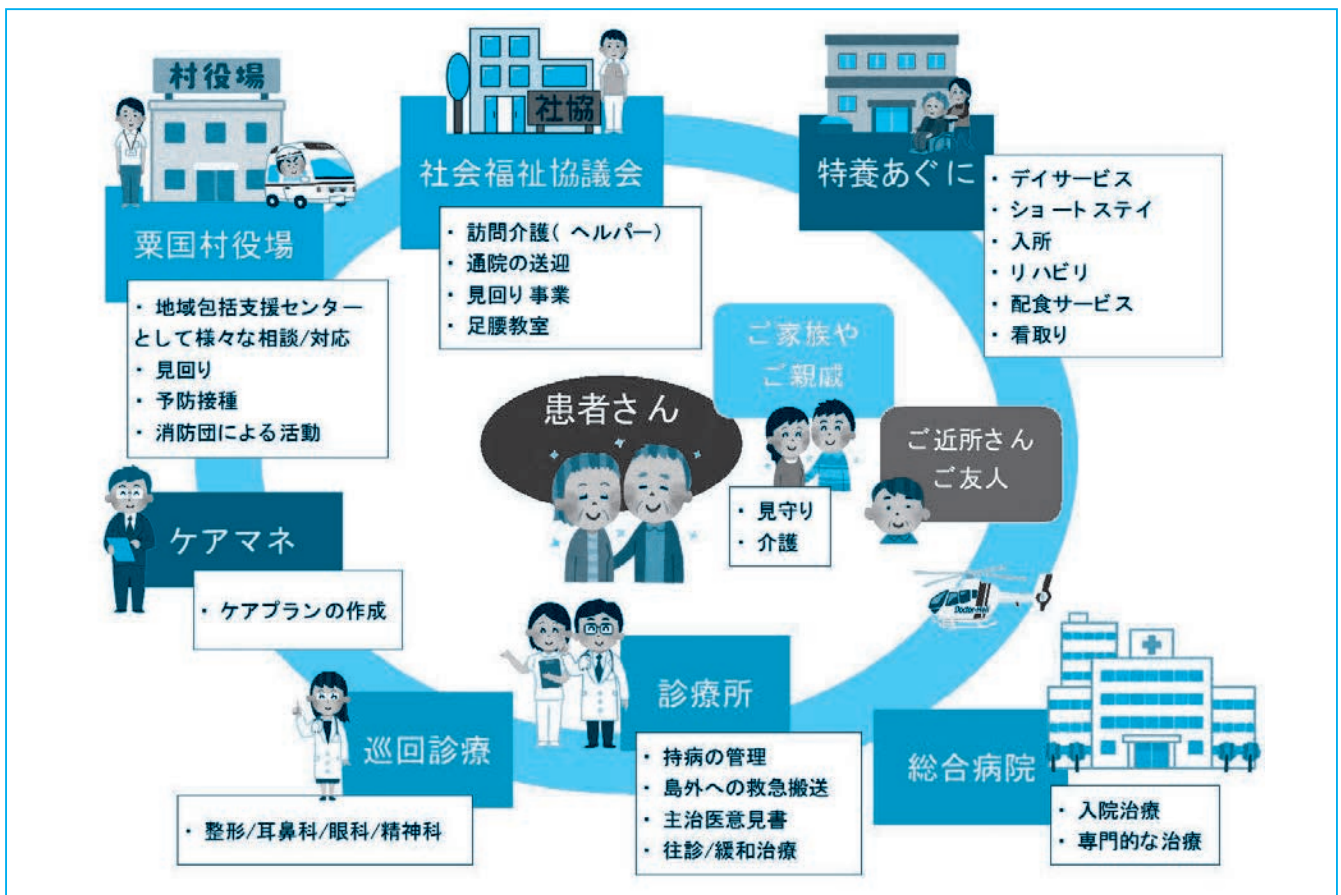 村役場
粟国村役場
・ 地域包括支援センター
として様々な相談/対応
・ 見回り
・ 予防接種
・ 消防団による活動
社協
社会福祉協議会
・ 訪問介護( ヘルパー)
・ 通院の送迎
・ 見回り事業
・ 足腰教室
特養あぐに
・ デイサービス
・ ショートステイ
・ 入所
・ リハビリ
・ 配食サービス
・ 看取り
患者さん
ご家族や
ご親戚
・ 見守り
・ 介護
ご近所さん
ご友人
ケアマネ
・ ケアプランの作成
巡回診療
・ 整形/耳鼻科/眼科/精神科
診療所
・ 持病の管理
・ 島外への救急搬送
・ 主治医意見書
・ 往診/緩和治療
Doctor-Heli
総合病院
・ 入院治療
・ 専門的な治療